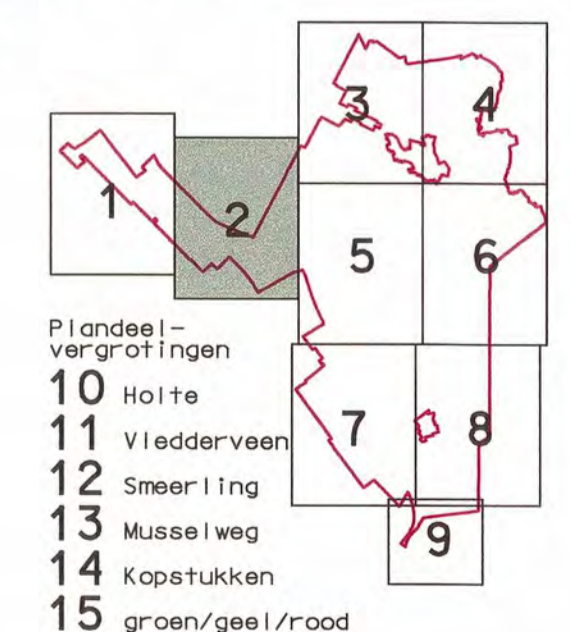 3 4
1 2
5 6
Plandeel-
vergrotingen
10 Holte
11 Vledderveen
12 Smeerling
13 Musselweg
14 Kopstukken
15 groen/geel/rood
7 8
9